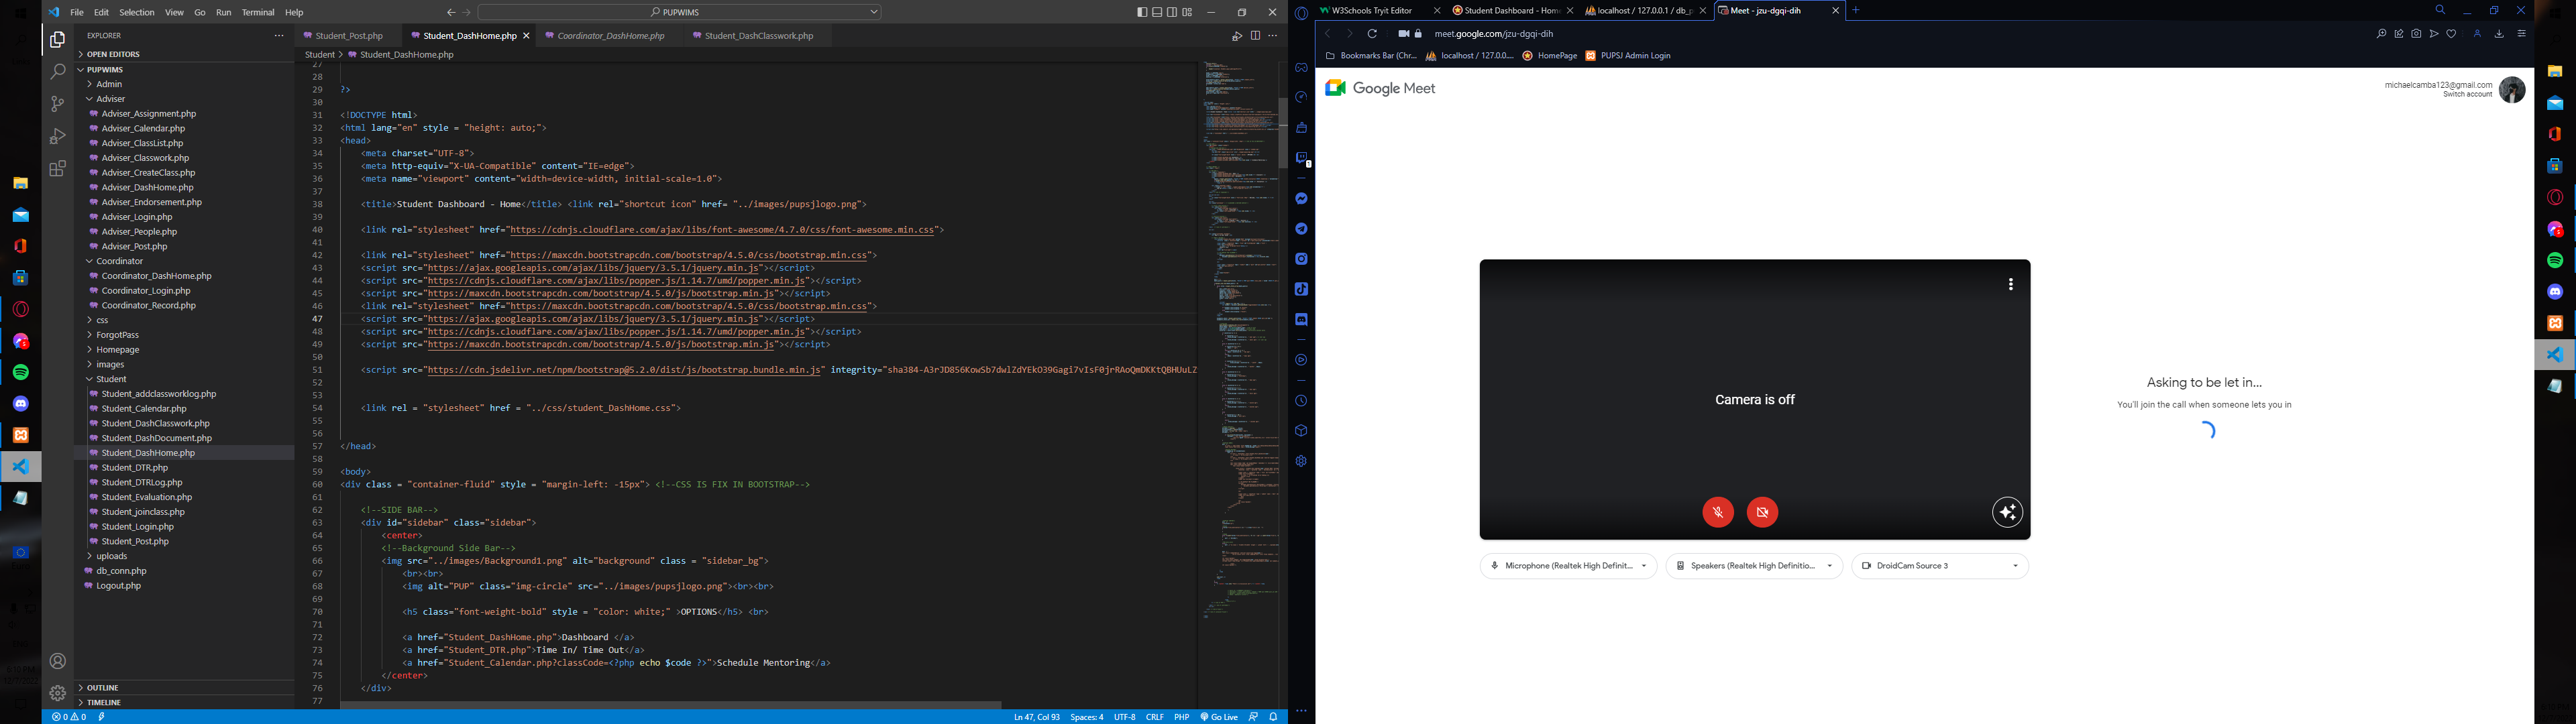 File Edit Selection View Go Run Terminal Help
PUPWIMS
EXPLORER
OPEN EDITORS
PUPWIMS
Admin
Adviser
Adviser_Assignment.php
Adviser_Calendar.php
Adviser_ClassList.php
Adviser_Classwork.php
Adviser_CreateClass.php
Adviser_DashHome.php
Adviser_Endorsement.php
Adviser_Login.php
Adviser_People.php
Adviser_Post.php
Coordinator
Coordinator_DashHome.php
Coordinator_Login.php
Coordinator_Record.php
css
ForgotPass
Homepage
images
Student
Student_addclassworklog.php
Student_Calendar.php
Student_DashClasswork.php
Student_DashDocument.php
Student_DashHome.php
Student_DTR.php
Student_DTRLog.php
Student_Evaluation.php
Student_joinclass.php
Student_Login.php
Student_Post.php
uploads
db_conn.php
Logout.php
OUTLINE
TIMELINE
Student_Post.php Student_DashHome.php Coordinator_DashHome.php Student_DashClasswork.php
Student > Student_DashHome.php
27
28
29 ?>
30
31 <!DOCTYPE html>
32 <html lang="en" style = "height: auto;">
33 <head>
34 <meta charset="UTF-8">
35 <meta http-equiv="X-UA-Compatible" content="IE=edge">
36 <meta name="viewport" content="width=device-width, initial-scale=1.0">
37
38 <title>Student Dashboard - Home</title> <link rel="shortcut icon" href= "../images/pupsjlogo.png">
39
40 <link rel="stylesheet" href="https://cdnjs.cloudflare.com/ajax/libs/font-awesome/4.7.0/css/font-awesome.min.css">
41
42 <link rel="stylesheet" href="https://maxcdn.bootstrapcdn.com/bootstrap/4.5.0/css/bootstrap.min.css">
43 <script src="https://ajax.googleapis.com/ajax/libs/jquery/3.5.1/jquery.min.js"></script>
44 <script src="https://cdnjs.cloudflare.com/ajax/libs/popper.js/1.14.7/umd/popper.min.js"></script>
45 <script src="https://maxcdn.bootstrapcdn.com/bootstrap/4.5.0/js/bootstrap.min.js"></script>
46 <link rel="stylesheet" href="https://maxcdn.bootstrapcdn.com/bootstrap/4.5.0/css/bootstrap.min.css">
47 <script src="https://ajax.googleapis.com/ajax/libs/jquery/3.5.1/jquery.min.js"></script>
48 <script src="https://cdnjs.cloudflare.com/ajax/libs/popper.js/1.14.7/umd/popper.min.js"></script>
49 <script src="https://maxcdn.bootstrapcdn.com/bootstrap/4.5.0/js/bootstrap.min.js"></script>
50
51 <script src="https://cdn.jsdelivr.net/npm/bootstrap@5.2.0/dist/js/bootstrap.bundle.min.js" integrity="sha384-A3rJD856KowSb7dwlZdYEkO39Gagi7vIsF0jrRAoQmDKKtQBHUuLZ
52
53
54 <link rel = "stylesheet" href = "../css/student_DashHome.css">
55
56
57 </head>
58
59 <body>
60 <div class = "container-fluid" style = "margin-left: -15px"> <!--CSS IS FIX IN BOOTSTRAP-->
61
62 <!--SIDE BAR-->
63 <div id="sidebar" class="sidebar">
64 <center>
65 <!--Background Side Bar-->
66 <img src="../images/Background1.png" alt="background" class = "sidebar_bg">
67 <br><br>
68 <img alt="PUP" class="img-circle" src="../images/pupsjlogo.png"><br><br>
69
70 <h5 class="font-weight-bold" style = "color: white;" >OPTIONS</h5> <br>
71
72 <a href="Student_DashHome.php">Dashboard </a>
73 <a href="Student_DTR.php">Time In/ Time Out</a>
74 <a href="Student_Calendar.php?classCode=<?php echo $code ?>">Schedule Mentoring</a>
75 </center>
76 </div>
77
0 0 Ln 47, Col 93 Spaces: 4 UTF-8 CRLF PHP Go Live
W3Schools Tryit Editor Student Dashboard - Hom localhost / 127.0.0.1 / db_p Meet - jzu-dgqi-dih
meet.google.com/jzu-dgqi-dih
Bookmarks Bar (Chr... localhost / 127.0.0.... HomePage PUPSJ Admin Login
Google Meet
michaelcamba123@gmail.com
Switch account
Camera is off
Asking to be let in...
You'll join the call when someone lets you in
Microphone (Realtek High Definit... Speakers (Realtek High Definitio... DroidCam Source 3